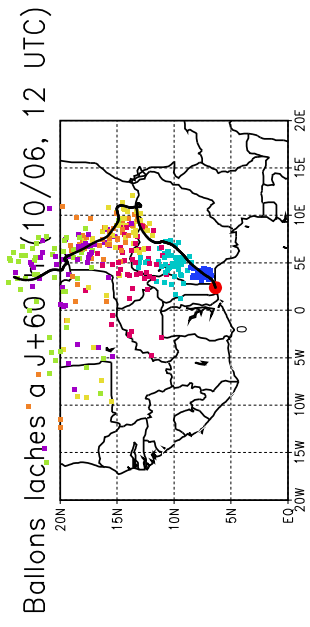 Ballons laches a J+60 (10/06, 12 UTC)
20N
15N
10N
5N
EQ
20W
15W
10W
5W
0
5E
10E
15E
20E
0